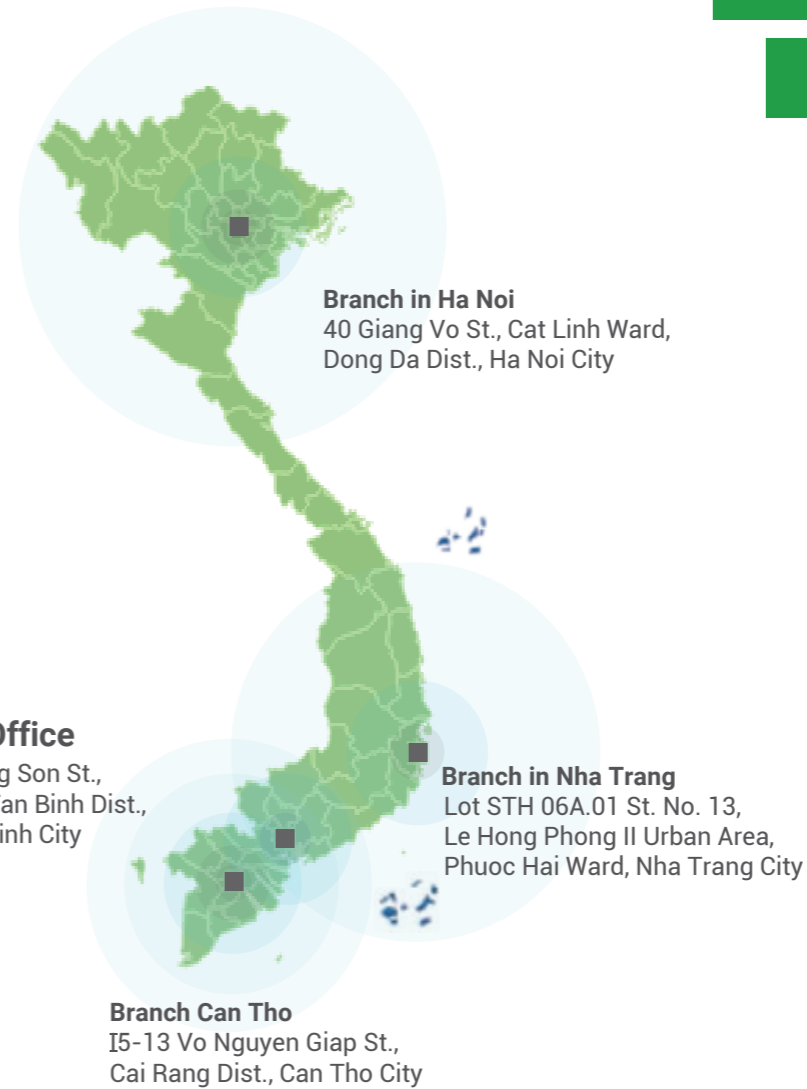 Branch in Ha Noi
40 Giang Vo St., Cat Linh Ward,
Dong Da Dist., Ha Noi City
Office
Son St.,
Binh Dist.,
City
Branch in Nha Trang
Lot STH 06A.01 St. No. 13,
Le Hong Phong II Urban Area,
Phuoc Hai Ward, Nha Trang City
Branch Can Tho
I5-13 Vo Nguyen Giap St.,
Cai Rang Dist., Can Tho City